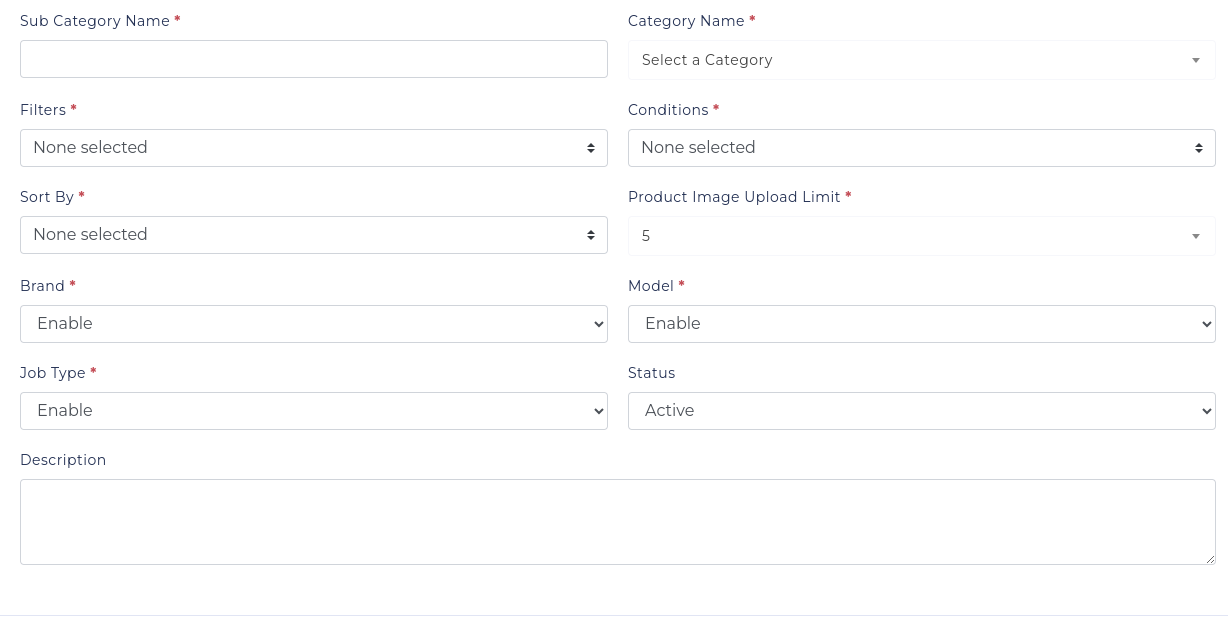 Sub Category Name *
Category Name *
Select a Category
Filters *
Conditions *
None selected
None selected
Sort By *
Product Image Upload Limit *
None selected
5
Brand *
Model *
Enable
Enable
Job Type *
Status
Enable
Active
Description